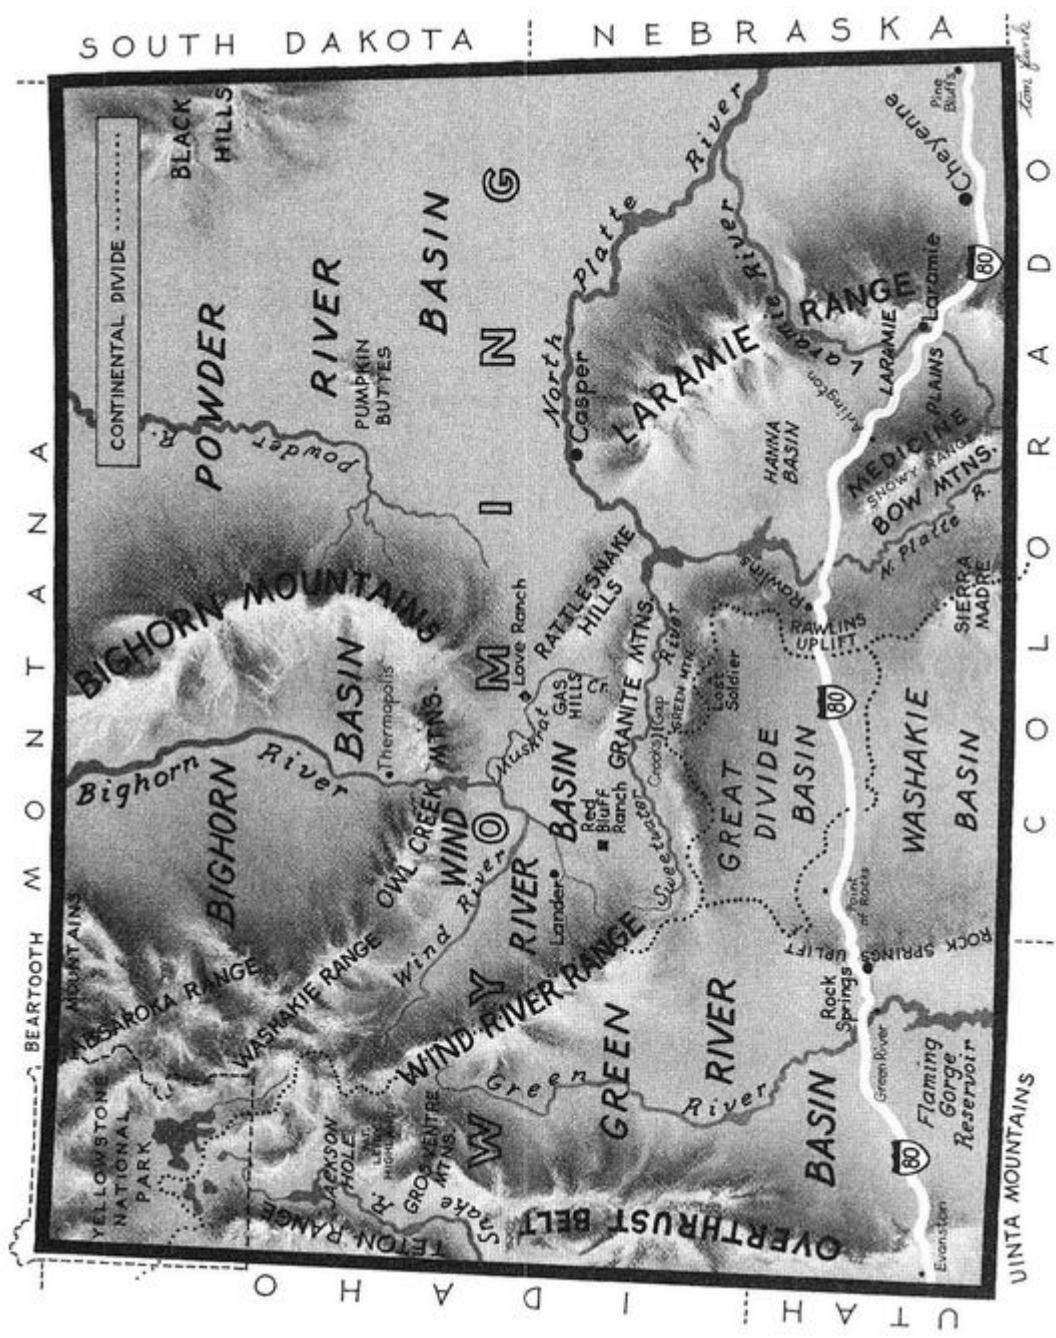 MONTANA
SOUTH DAKOTA
NEBRASKA
COLORADO
UTAH
IDAHO
WYOMING
tom funk
CONTINENTAL DIVIDE ...........
BEARTOOTH
MOUNTAINS
YELLOWSTONE
NATIONAL
PARK
ABSAROKA RANGE
WASHAKIE RANGE
TETON RANGE
JACKSON
HOLE
GROS VENTRE
MTNS.
Snake R.
BIGHORN
BASIN
Bighorn River
BIGHORN MOUNTAINS
Thermopolis
OWL CREEK MTNS.
WIND
RIVER
BASIN
Wind River
WIND RIVER RANGE
Lander
Red
Bluff
Ranch
Love Ranch
Muskrat Cr.
GAS
HILLS
RATTLESNAKE
HILLS
GRANITE MTNS.
Sweetwater River
Crooks Gap
GREEN MTN.
Lost
Soldier
POWDER
RIVER
BASIN
Powder R.
PUMPKIN
BUTTES
BLACK
HILLS
North Platte River
Casper
LARAMIE RANGE
Laramie River
HANNA
BASIN
Arlington
LARAMIE
PLAINS
Laramie
Cheyenne
Pine
Bluffs
80
MEDICINE
SNOWY RANGE
BOW MTNS.
N. Platte R.
SIERRA
MADRE
Rawlins
RAWLINS
UPLIFT
80
GREAT
DIVIDE
BASIN
WASHAKIE
BASIN
Point
of Rocks
ROCK SPRINGS UPLIFT
Rock
Springs
GREEN
RIVER
BASIN
Green River
Green River
Flaming
Gorge
Reservoir
80
OVERTHRUST BELT
Evanston
UINTA MOUNTAINS